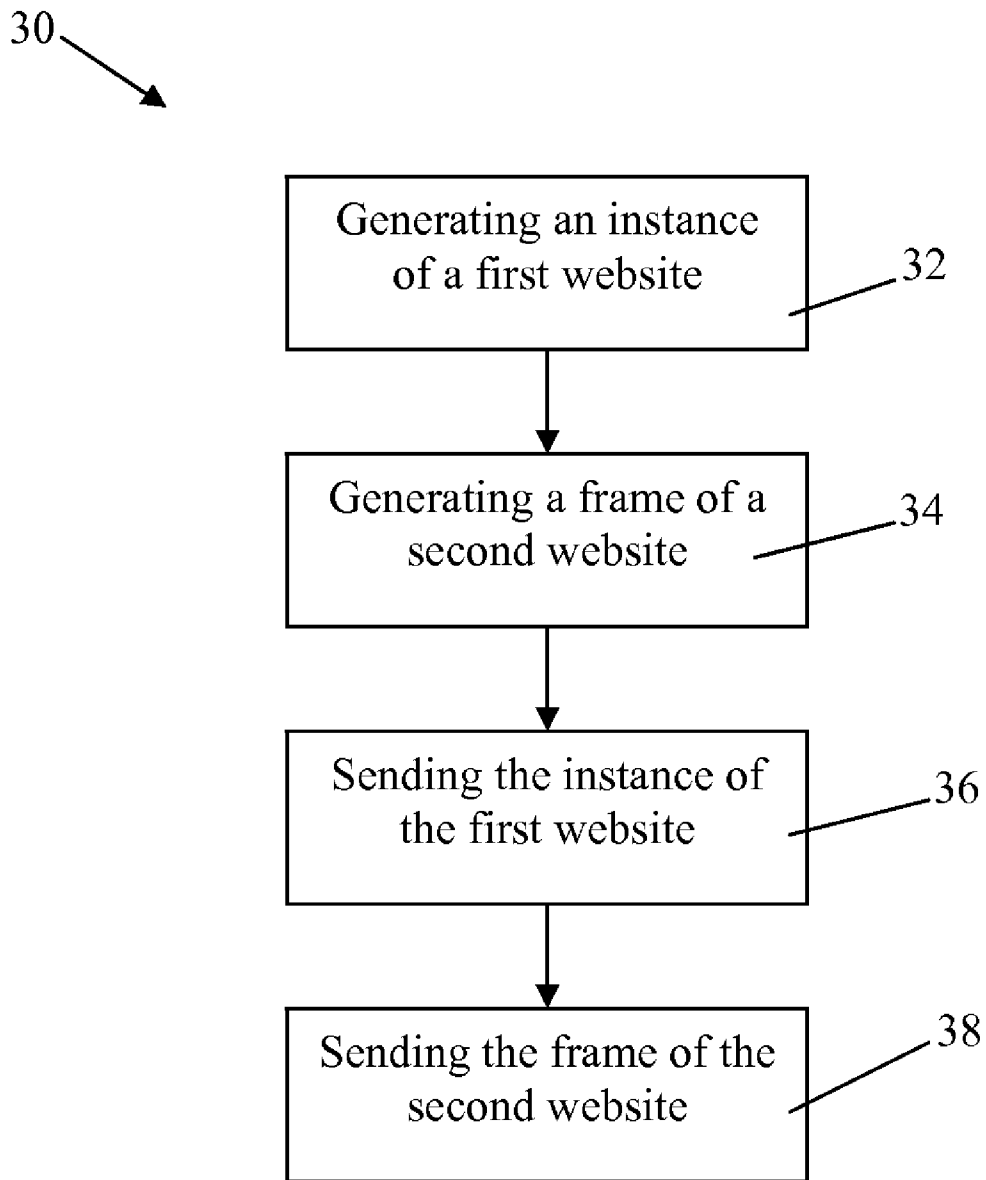 30
Generating an instance
of a first website
32
Generating a frame of a
second website
34
Sending the instance of
the first website
36
Sending the frame of the
second website
38